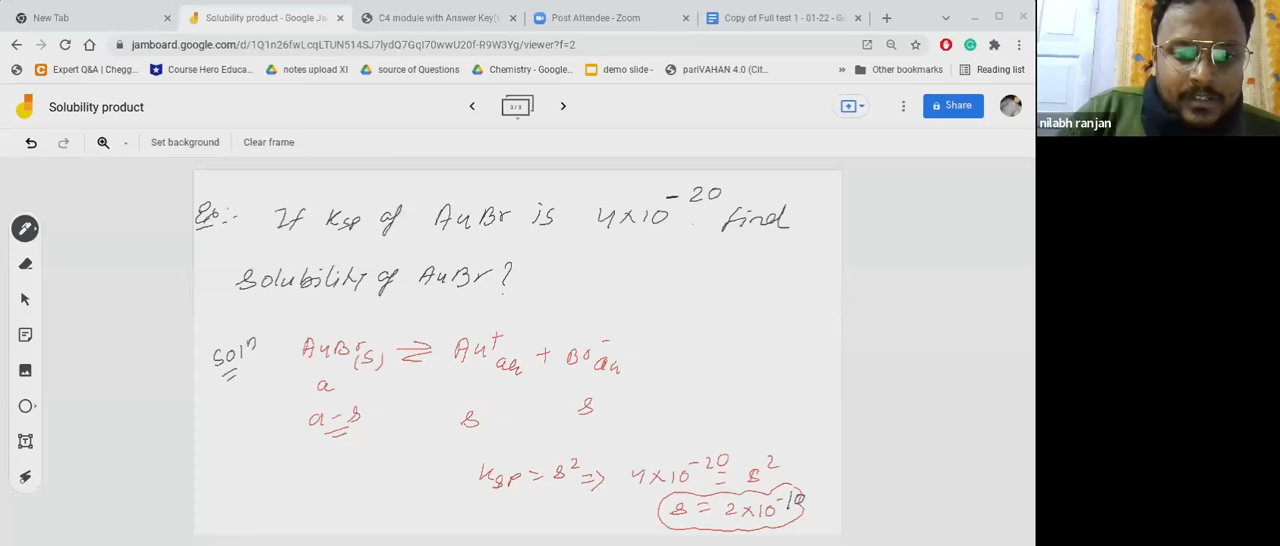 New Tab
Solubility product - Google Ja
C4 module with Answer Key(
Post Attendee - Zoom
Copy of Full test 1 - 01-22 - G
jamboard.google.com/d/1Q1n26fwLcqLTUN514SJ7lydQ7GqI70wwU20f-R9W3Yg/viewer?f=2
Expert Q&A | Chegg...
Course Hero Educa...
notes upload XI
source of Questions
Chemistry - Google...
demo slide -
pariVAHAN 4.0 (Cit...
»
Other bookmarks
Reading list
Solubility product
3/3
Share
Set background
Clear frame
nilabh ranjan
Ex:- If Ksp of AuBr is 4×10⁻²⁰. find
solubility of AuBr?
Solⁿ AuBr(s) ⇌ Au⁺aq + Br⁻aq
a
a-s s s
Ksp = s² => 4×10⁻²⁰ = s²
s = 2×10⁻¹⁰